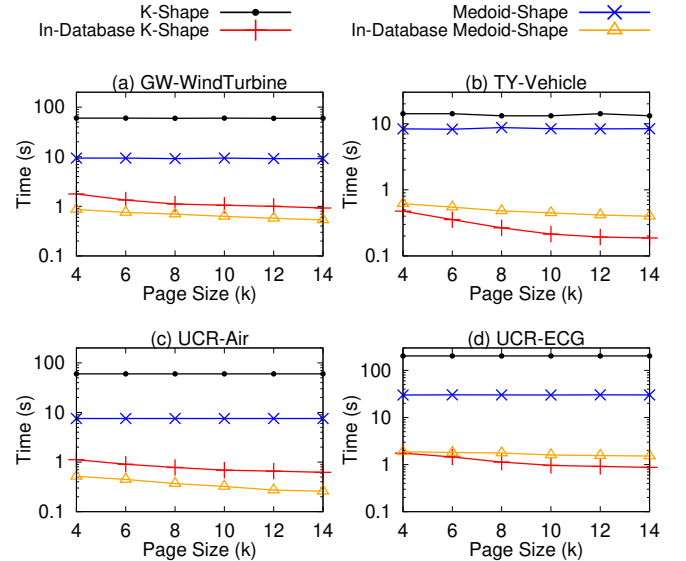 K-Shape
In-Database K-Shape
Medoid-Shape
In-Database Medoid-Shape
(a) GW-WindTurbine
Time (s)
100
10
1
0.1
4 6 8 10 12 14
Page Size (k)
(b) TY-Vehicle
Time (s)
10
1
0.1
4 6 8 10 12 14
Page Size (k)
(c) UCR-Air
Time (s)
100
10
1
0.1
4 6 8 10 12 14
Page Size (k)
(d) UCR-ECG
Time (s)
100
10
1
0.1
4 6 8 10 12 14
Page Size (k)